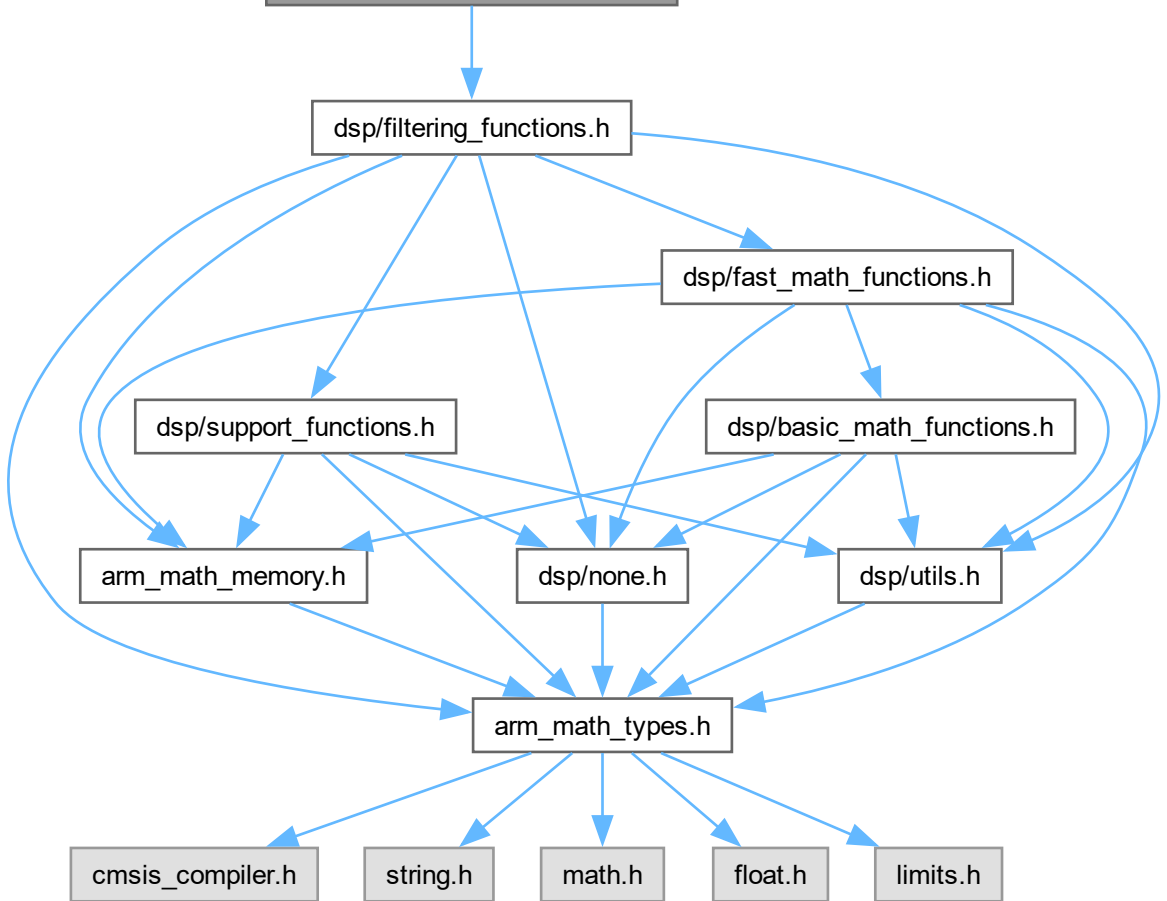 dsp/filtering_functions.h
dsp/fast_math_functions.h
dsp/support_functions.h
dsp/basic_math_functions.h
arm_math_memory.h
dsp/none.h
dsp/utils.h
arm_math_types.h
cmsis_compiler.h
string.h
math.h
float.h
limits.h